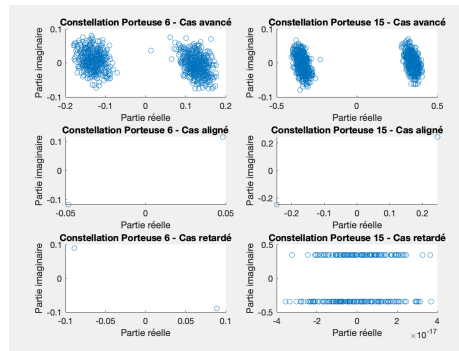 Constellation Porteuse 6 - Cas avancé
0.1
0
-0.1
-0.2 -0.1 0 0.1 0.2
Partie réelle
Partie imaginaire
Constellation Porteuse 15 - Cas avancé
0.1
0
-0.1
-0.5 0 0.5
Partie réelle
Partie imaginaire
Constellation Porteuse 6 - Cas aligné
0.1
0
-0.1
-0.05 0 0.05
Partie réelle
Partie imaginaire
Constellation Porteuse 15 - Cas aligné
0.2
0
-0.2
-0.2 -0.1 0 0.1 0.2
Partie réelle
Partie imaginaire
Constellation Porteuse 6 - Cas retardé
0.1
0
-0.1
-0.1 -0.05 0 0.05 0.1
Partie réelle
Partie imaginaire
Constellation Porteuse 15 - Cas retardé
0.5
0
-0.5
-4 -2 0 2 4
Partie réelle
×10⁻¹⁷
Partie imaginaire